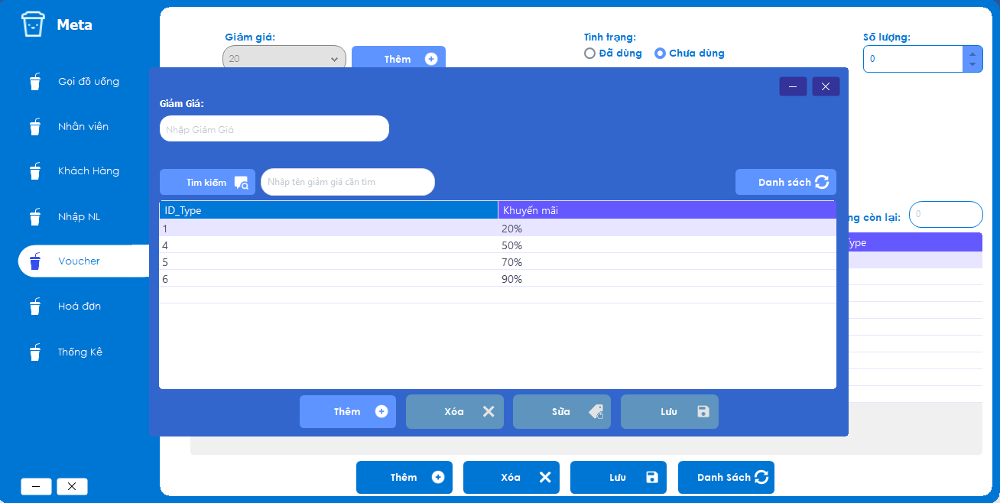 Meta
Gọi đồ uống
Nhân viên
Khách Hàng
Nhập NL
Voucher
Hoá đơn
Thống Kê
Giảm giá:
20
Thêm
Tình trạng:
Đã dùng
Chưa dùng
Số lượng:
0
Giảm Giá:
Nhập Giảm Giá
Tìm kiếm
Nhập tên giảm giá cần tìm
Danh sách
ID_Type Khuyến mãi
1 20%
4 50%
5 70%
6 90%
Thêm
Xóa
Sửa
Lưu
ng còn lại:
0
Type
Thêm
Xóa
Lưu
Danh Sách